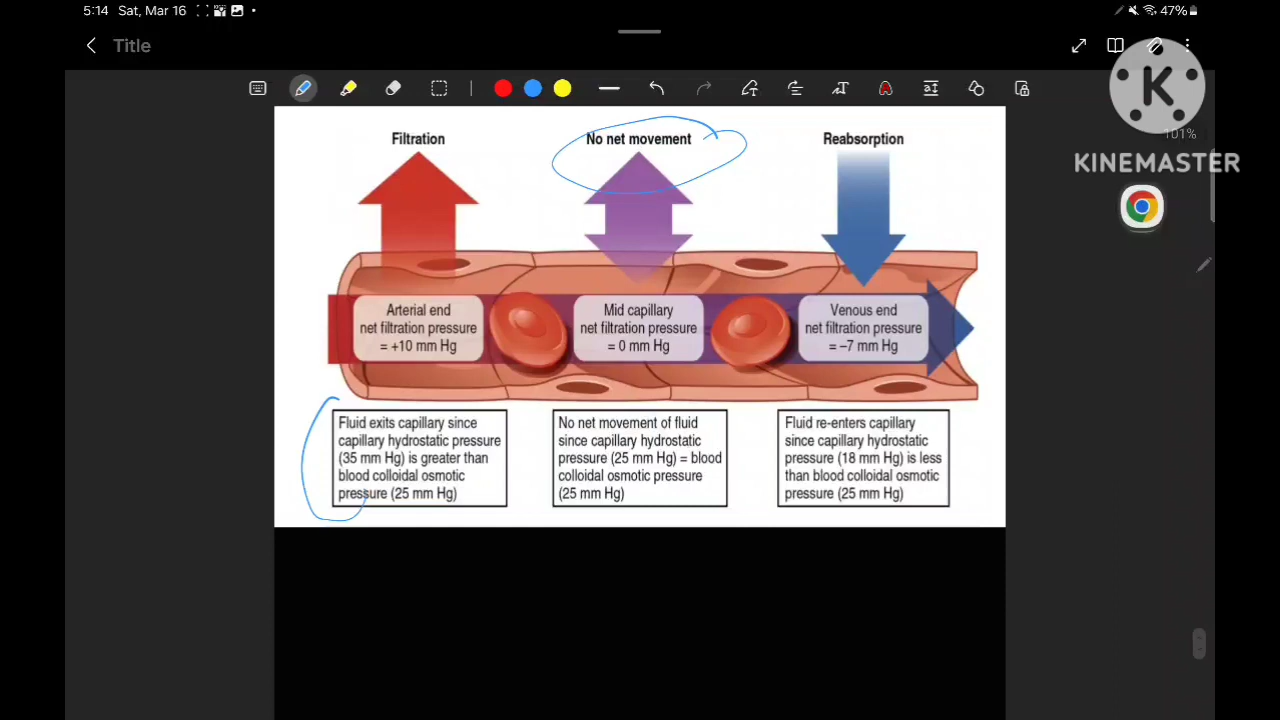 5:14 Sat, Mar 16
47%
Title
K
101%
KINEMASTER
Filtration
No net movement
Reabsorption
Arterial end
net filtration pressure
= +10 mm Hg
Mid capillary
net filtration pressure
= 0 mm Hg
Venous end
net filtration pressure
= –7 mm Hg
Fluid exits capillary since
capillary hydrostatic pressure
(35 mm Hg) is greater than
blood colloidal osmotic
pressure (25 mm Hg)
No net movement of fluid
since capillary hydrostatic
pressure (25 mm Hg) = blood
colloidal osmotic pressure
(25 mm Hg)
Fluid re-enters capillary
since capillary hydrostatic
pressure (18 mm Hg) is less
than blood colloidal osmotic
pressure (25 mm Hg)